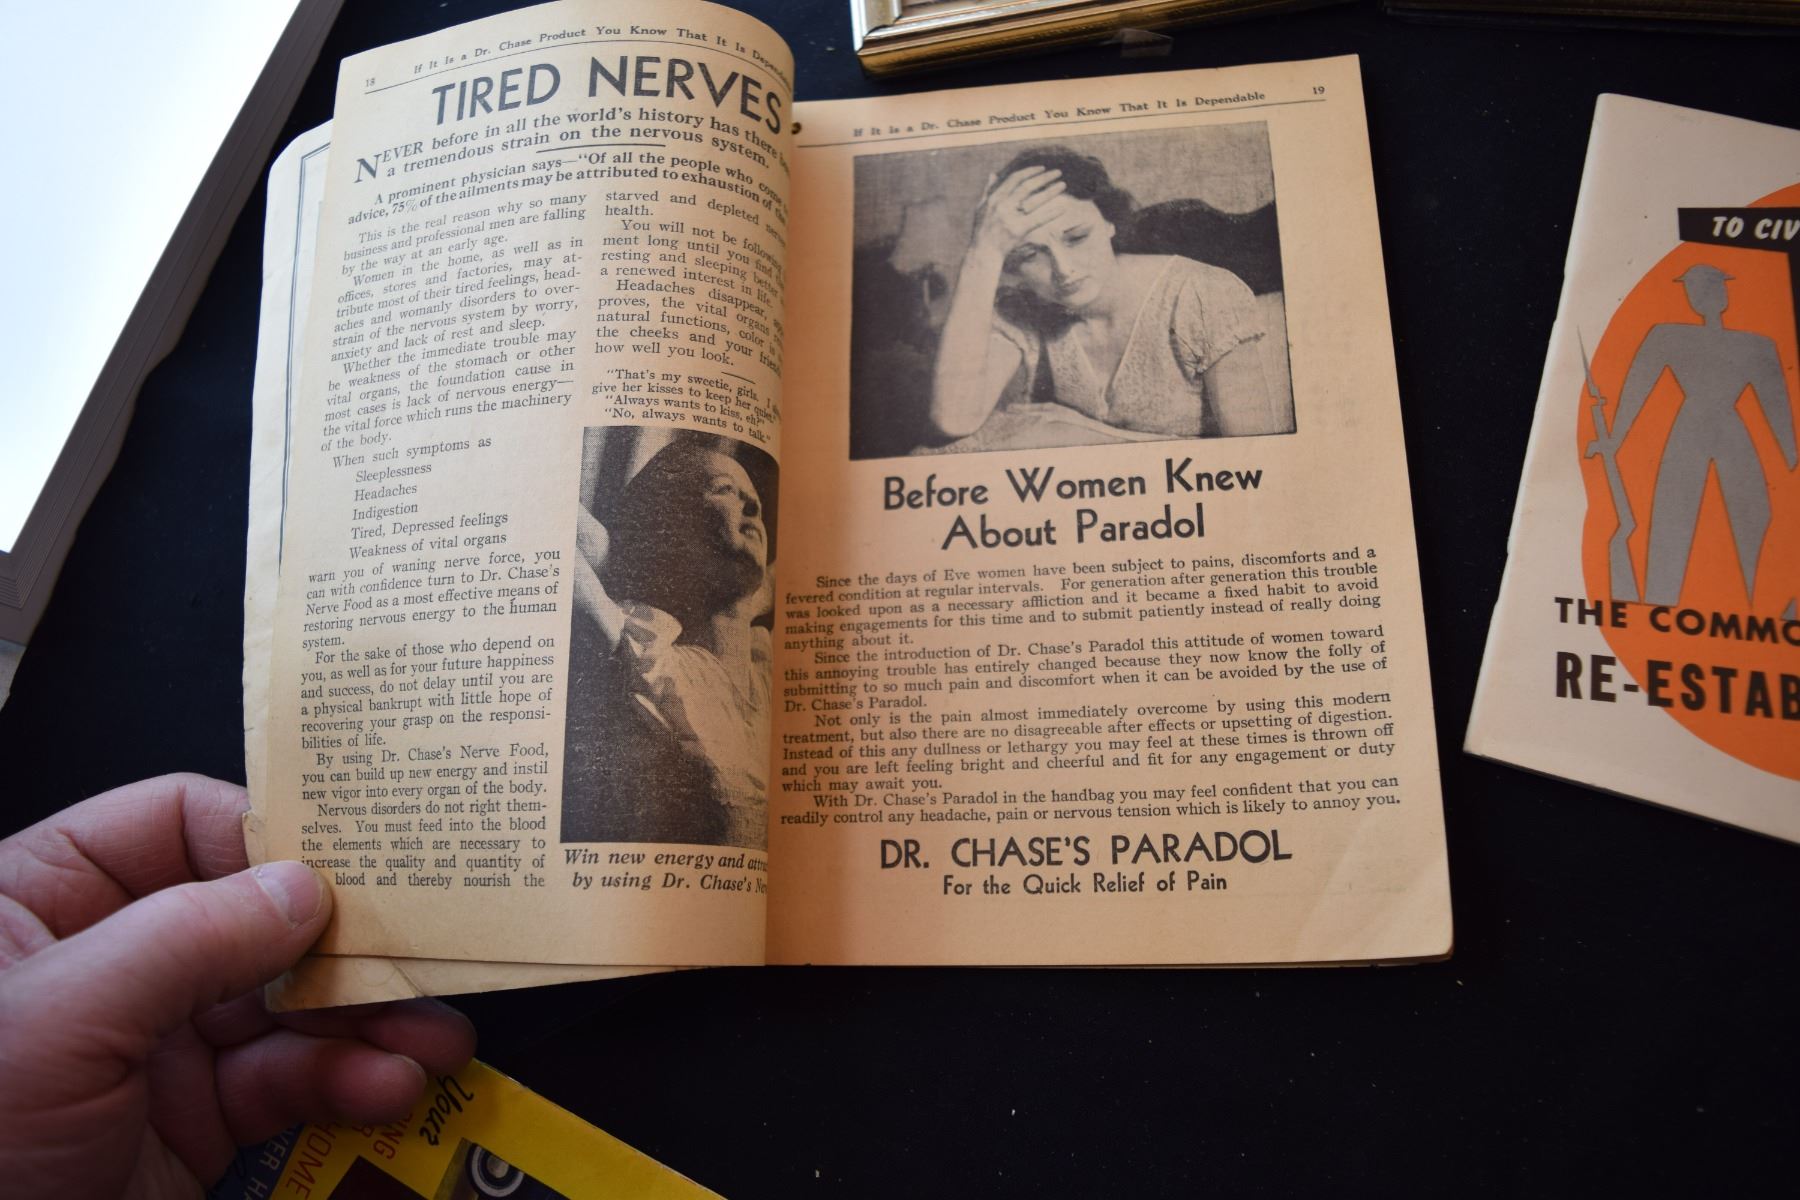 18
If It Is a Dr. Chase Product You Know That It Is Dependable
TIRED NERVES
NEVER before in all the world's history has there
a tremendous strain on the nervous system.
A prominent physician says—"Of all the people who come
advice, 75% of the ailments may be attributed to exhaustion of the
This is the real reason why so many
business and professional men are falling
by the way at an early age.
Women in the home, as well as in
offices, stores and factories, may at-
tribute most of their tired feelings, head-
aches and womanly disorders to over-
strain of the nervous system by worry,
anxiety and lack of rest and sleep.
Whether the immediate trouble may
be weakness of the stomach or other
vital organs, the foundation cause in
most cases is lack of nervous energy—
the vital force which runs the machinery
of the body.
When such symptoms as
Sleeplessness
Headaches
Indigestion
Tired, Depressed feelings
Weakness of vital organs
warn you of waning nerve force, you
can with confidence turn to Dr. Chase's
Nerve Food as a most effective means of
restoring nervous energy to the human
system.
For the sake of those who depend on
you, as well as for your future happiness
and success, do not delay until you are
a physical bankrupt with little hope of
recovering your grasp on the responsi-
bilities of life.
By using Dr. Chase's Nerve Food,
you can build up new energy and instil
new vigor into every organ of the body.
Nervous disorders do not right them-
selves. You must feed into the blood
the elements which are necessary to
increase the quality and quantity of
blood and thereby nourish the
starved and depleted
health.
You will not be following
ment long until you find
resting and sleeping better
a renewed interest in life.
Headaches disappear,
proves, the vital organs
natural functions, color
the cheeks and your friends
how well you look.
"That's my sweetie, girls, I
give her kisses to keep her quiet."
"Always wants to kiss, eh?"
"No, always wants to talk."
Win new energy and
by using Dr. Chase's
If It Is a Dr. Chase Product You Know That It Is Dependable
19
Before Women Knew
About Paradol
Since the days of Eve women have been subject to pains, discomforts and a
fevered condition at regular intervals. For generation after generation this trouble
was looked upon as a necessary affliction and it became a fixed habit to avoid
making engagements for this time and to submit patiently instead of really doing
anything about it.
Since the introduction of Dr. Chase's Paradol this attitude of women toward
this annoying trouble has entirely changed because they now know the folly of
submitting to so much pain and discomfort when it can be avoided by the use of
Dr. Chase's Paradol.
Not only is the pain almost immediately overcome by using this modern
treatment, but also there are no disagreeable after effects or upsetting of digestion.
Instead of this any dullness or lethargy you may feel at these times is thrown off
and you are left feeling bright and cheerful and fit for any engagement or duty
which may await you.
With Dr. Chase's Paradol in the handbag you may feel confident that you can
readily control any headache, pain or nervous tension which is likely to annoy you.
DR. CHASE'S PARADOL
For the Quick Relief of Pain
TO CIV
THE COMMO
RE-ESTAB
Your
HOME